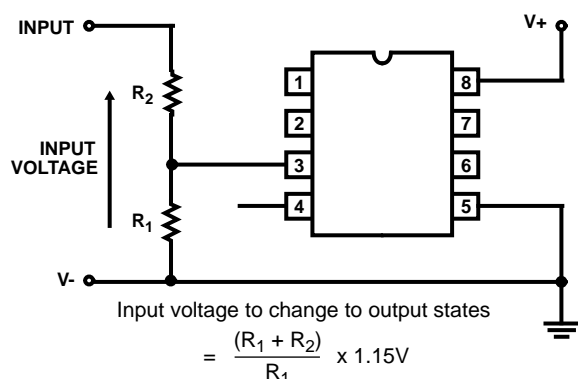 INPUT
V+
R2
INPUT
VOLTAGE
R1
V-
1
2
3
4
8
7
6
5
Input voltage to change to output states
= (R1 + R2)
R1
x 1.15V